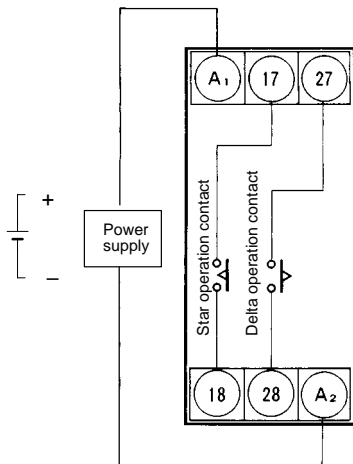 A₁ 17 27
+
Power
supply
−
Star operation contact
Delta operation contact
18 28 A₂